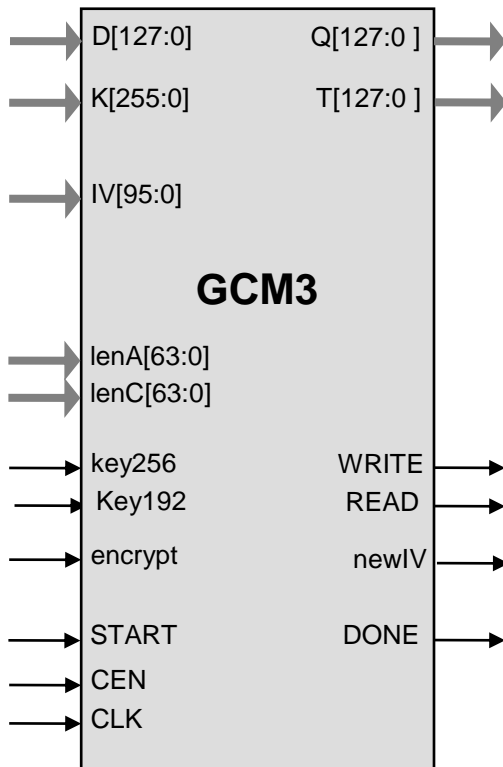 D[127:0] Q[127:0 ]
K[255:0] T[127:0 ]
IV[95:0]
GCM3
lenA[63:0]
lenC[63:0]
key256 WRITE
Key192 READ
encrypt newIV
START DONE
CEN
CLK